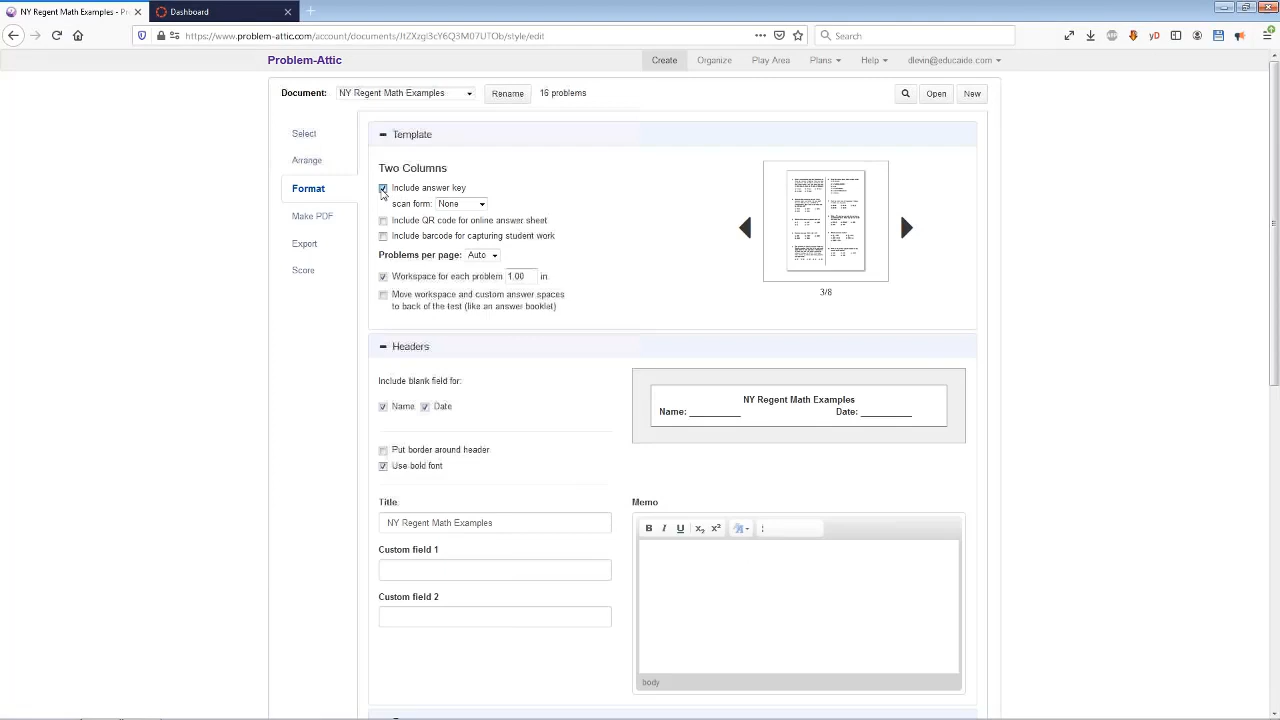 NY Regent Math Examples - Pr
Dashboard
https://www.problem-attic.com/account/documents/JtZXzgi3cY6Q3M07UTOb/style/edit
Search
Problem-Attic
Create
Organize
Play Area
Plans
Help
dlevin@educaide.com
Document:
NY Regent Math Examples
Rename
16 problems
Open
New
Select
Arrange
Format
Make PDF
Export
Score
Template
Two Columns
Include answer key
scan form: None
Include QR code for online answer sheet
Include barcode for capturing student work
Problems per page: Auto
Workspace for each problem 1.00 in.
Move workspace and custom answer spaces
to back of the test (like an answer booklet)
3/8
Headers
Include blank field for:
Name
Date
NY Regent Math Examples
Name: ________
Date: ________
Put border around header
Use bold font
Title
NY Regent Math Examples
Custom field 1
Custom field 2
Memo
B I U x₂ x²
body